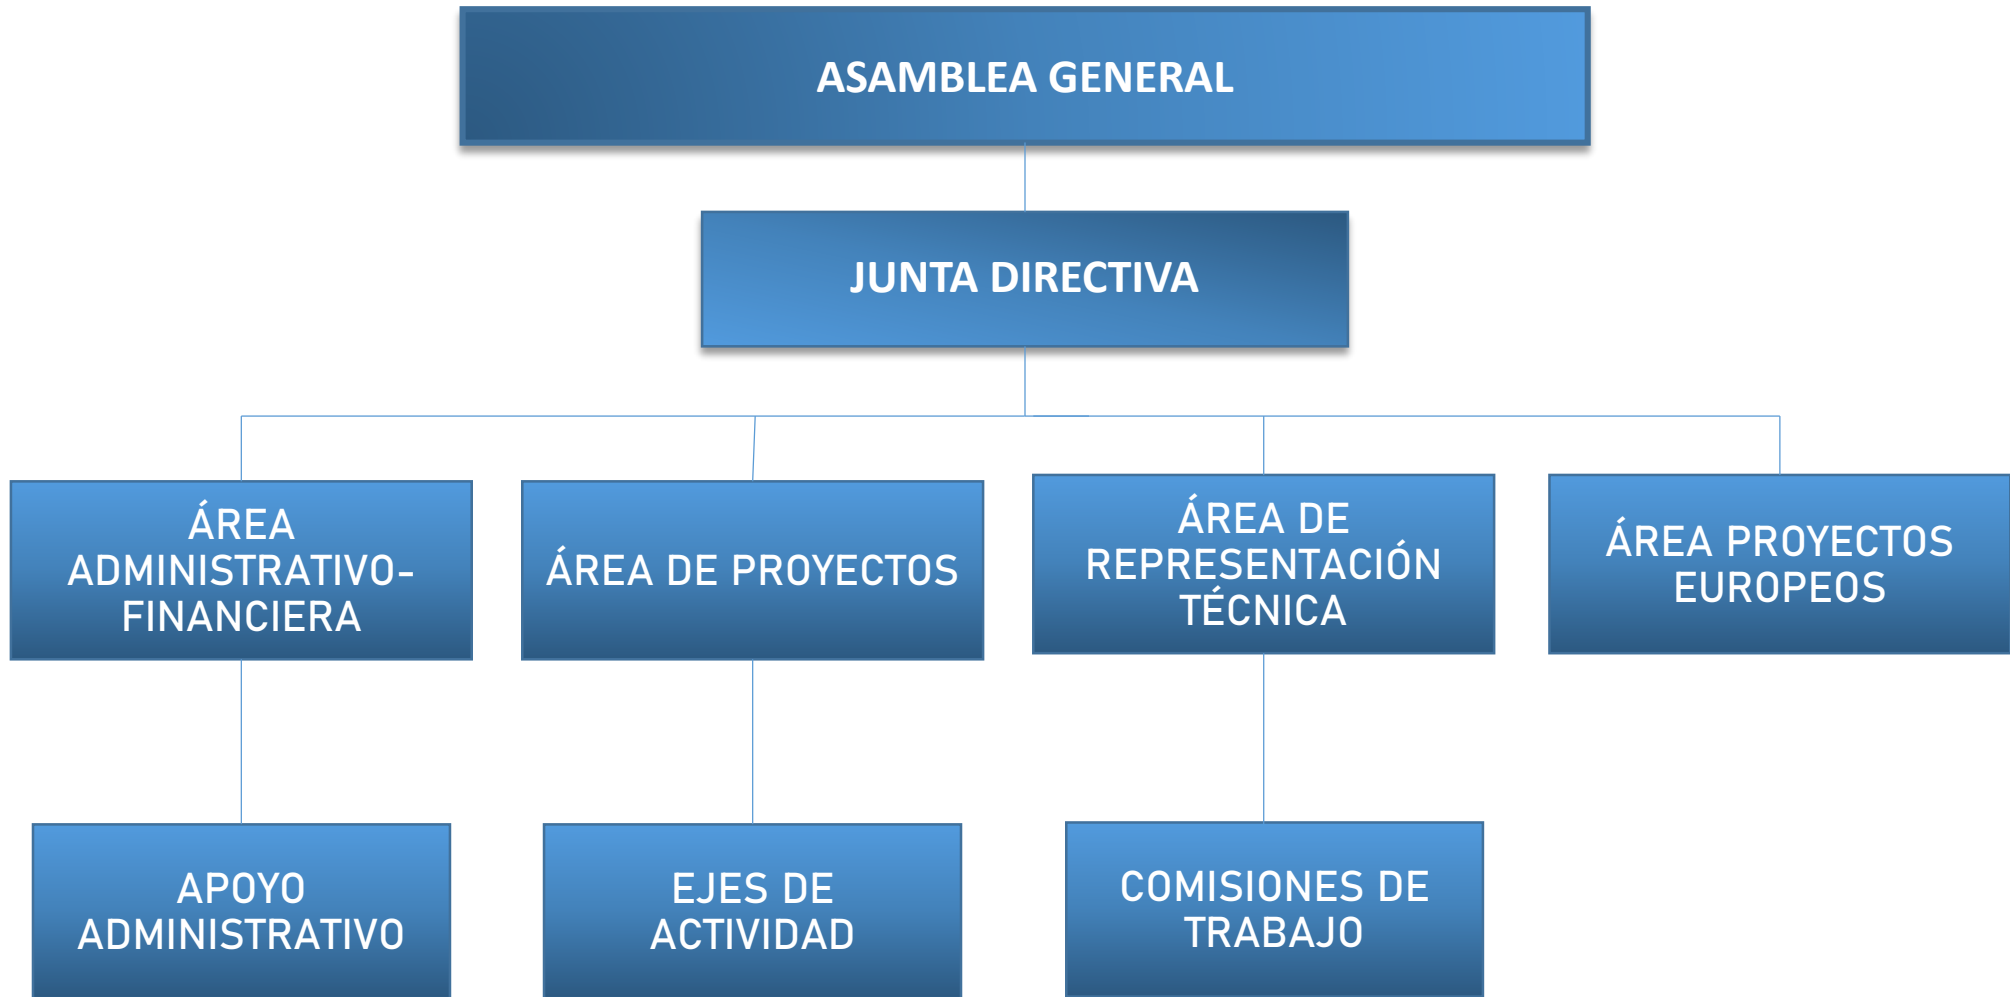 ASAMBLEA GENERAL
JUNTA DIRECTIVA
ÁREA
ADMINISTRATIVO-
FINANCIERA
ÁREA DE PROYECTOS
ÁREA DE
REPRESENTACIÓN
TÉCNICA
ÁREA PROYECTOS
EUROPEOS
APOYO
ADMINISTRATIVO
EJES DE
ACTIVIDAD
COMISIONES DE
TRABAJO